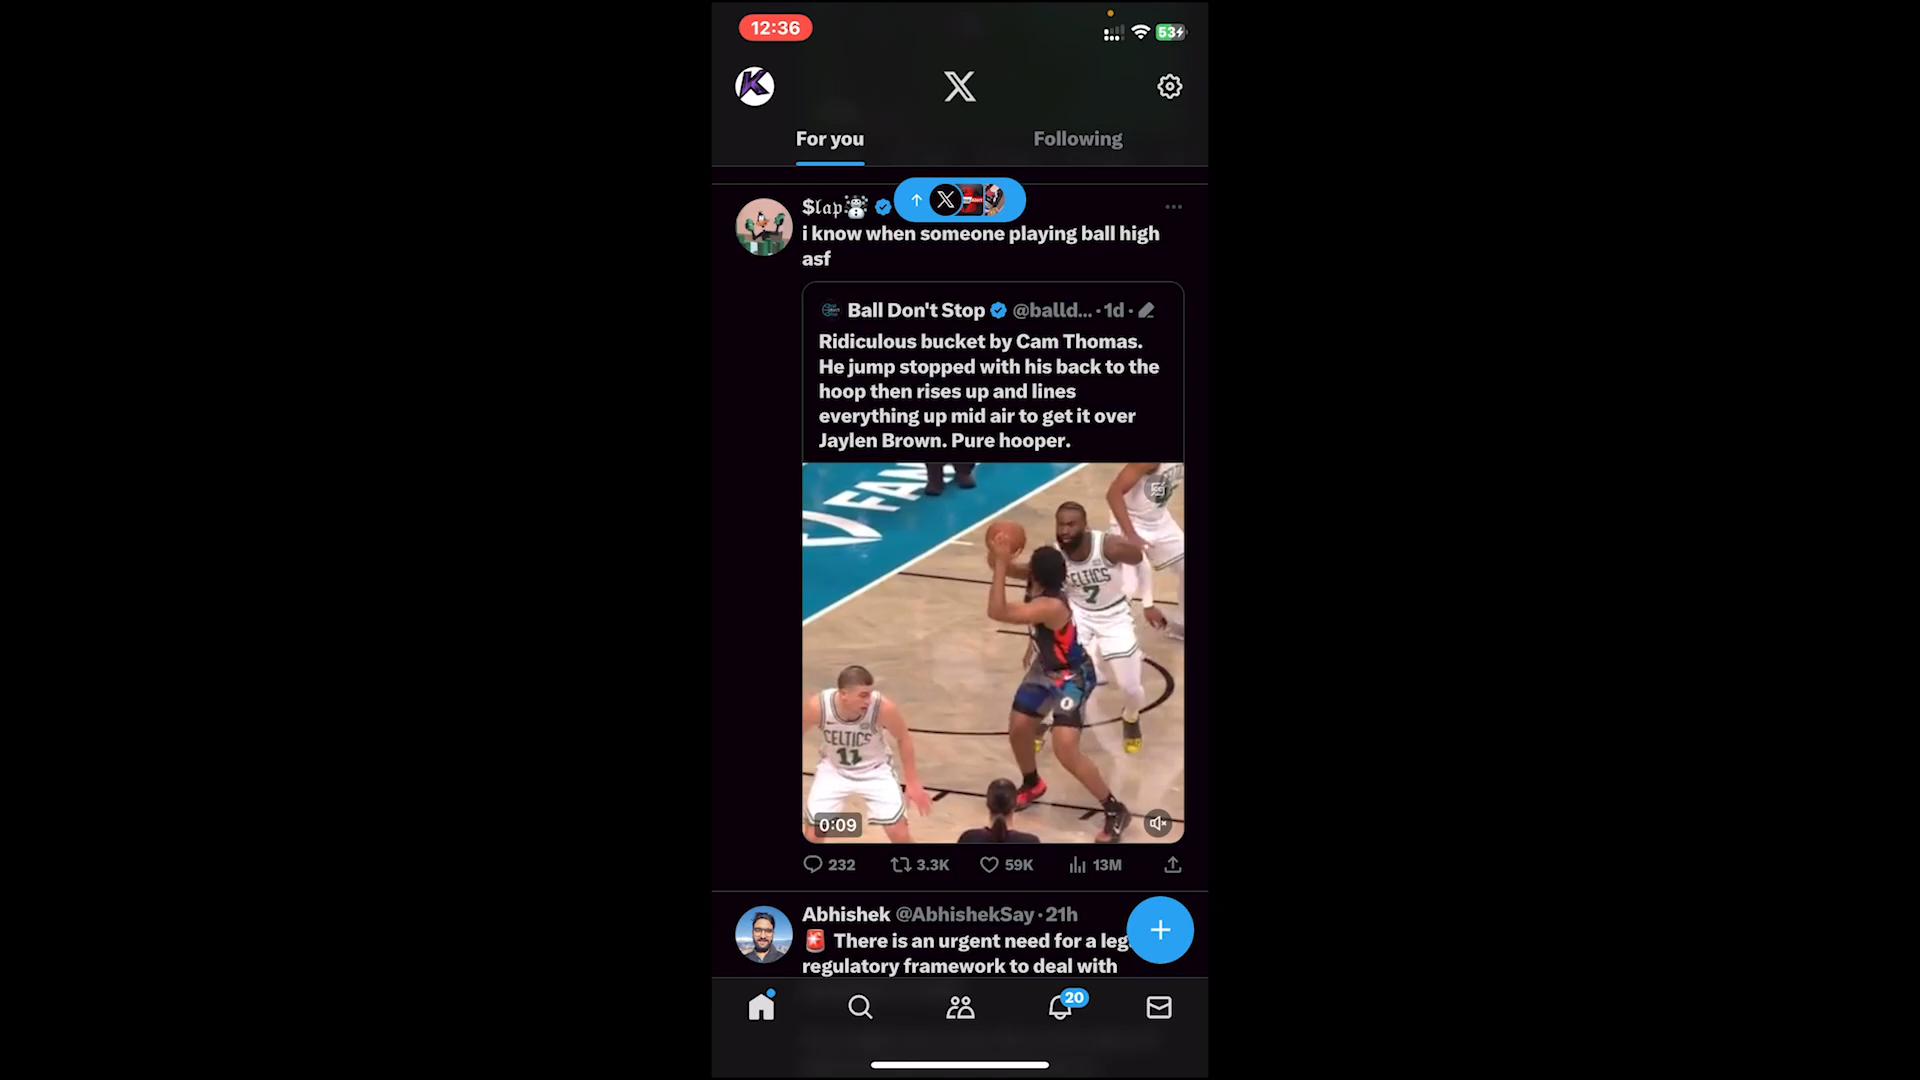 12:36
53
For you
Following
$𝔩𝔞𝔭☃️
i know when someone playing ball high
asf
Ball Don't Stop @balld... · 1d ·
Ridiculous bucket by Cam Thomas.
He jump stopped with his back to the
hoop then rises up and lines
everything up mid air to get it over
Jaylen Brown. Pure hooper.
FAN
CELTICS
7
CELTICS
11
0:09
232
3.3K
59K
13M
Abhishek @AbhishekSay · 21h
🚨 There is an urgent need for a leg
regulatory framework to deal with
20